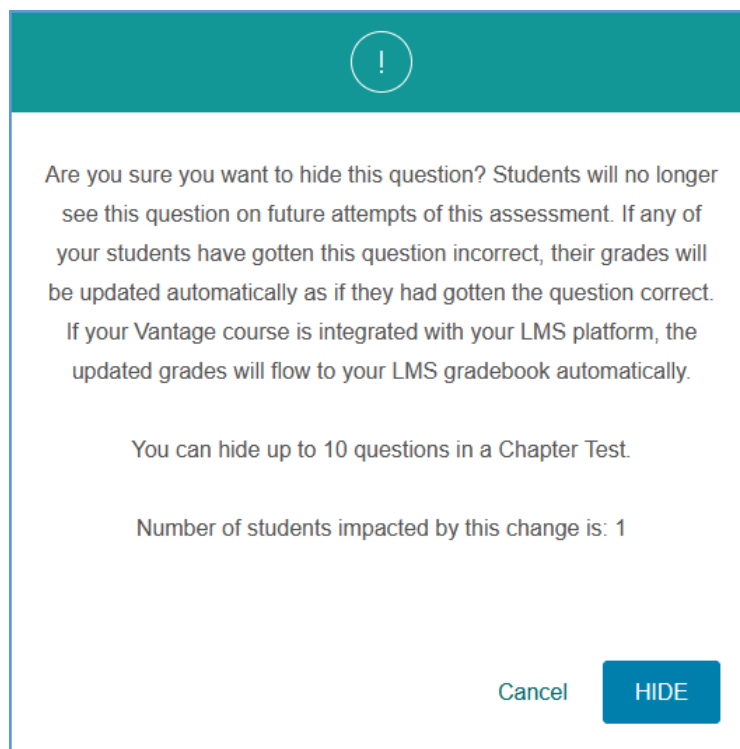 !
Are you sure you want to hide this question? Students will no longer
see this question on future attempts of this assessment. If any of
your students have gotten this question incorrect, their grades will
be updated automatically as if they had gotten the question correct.
If your Vantage course is integrated with your LMS platform, the
updated grades will flow to your LMS gradebook automatically.
You can hide up to 10 questions in a Chapter Test.
Number of students impacted by this change is: 1
Cancel HIDE